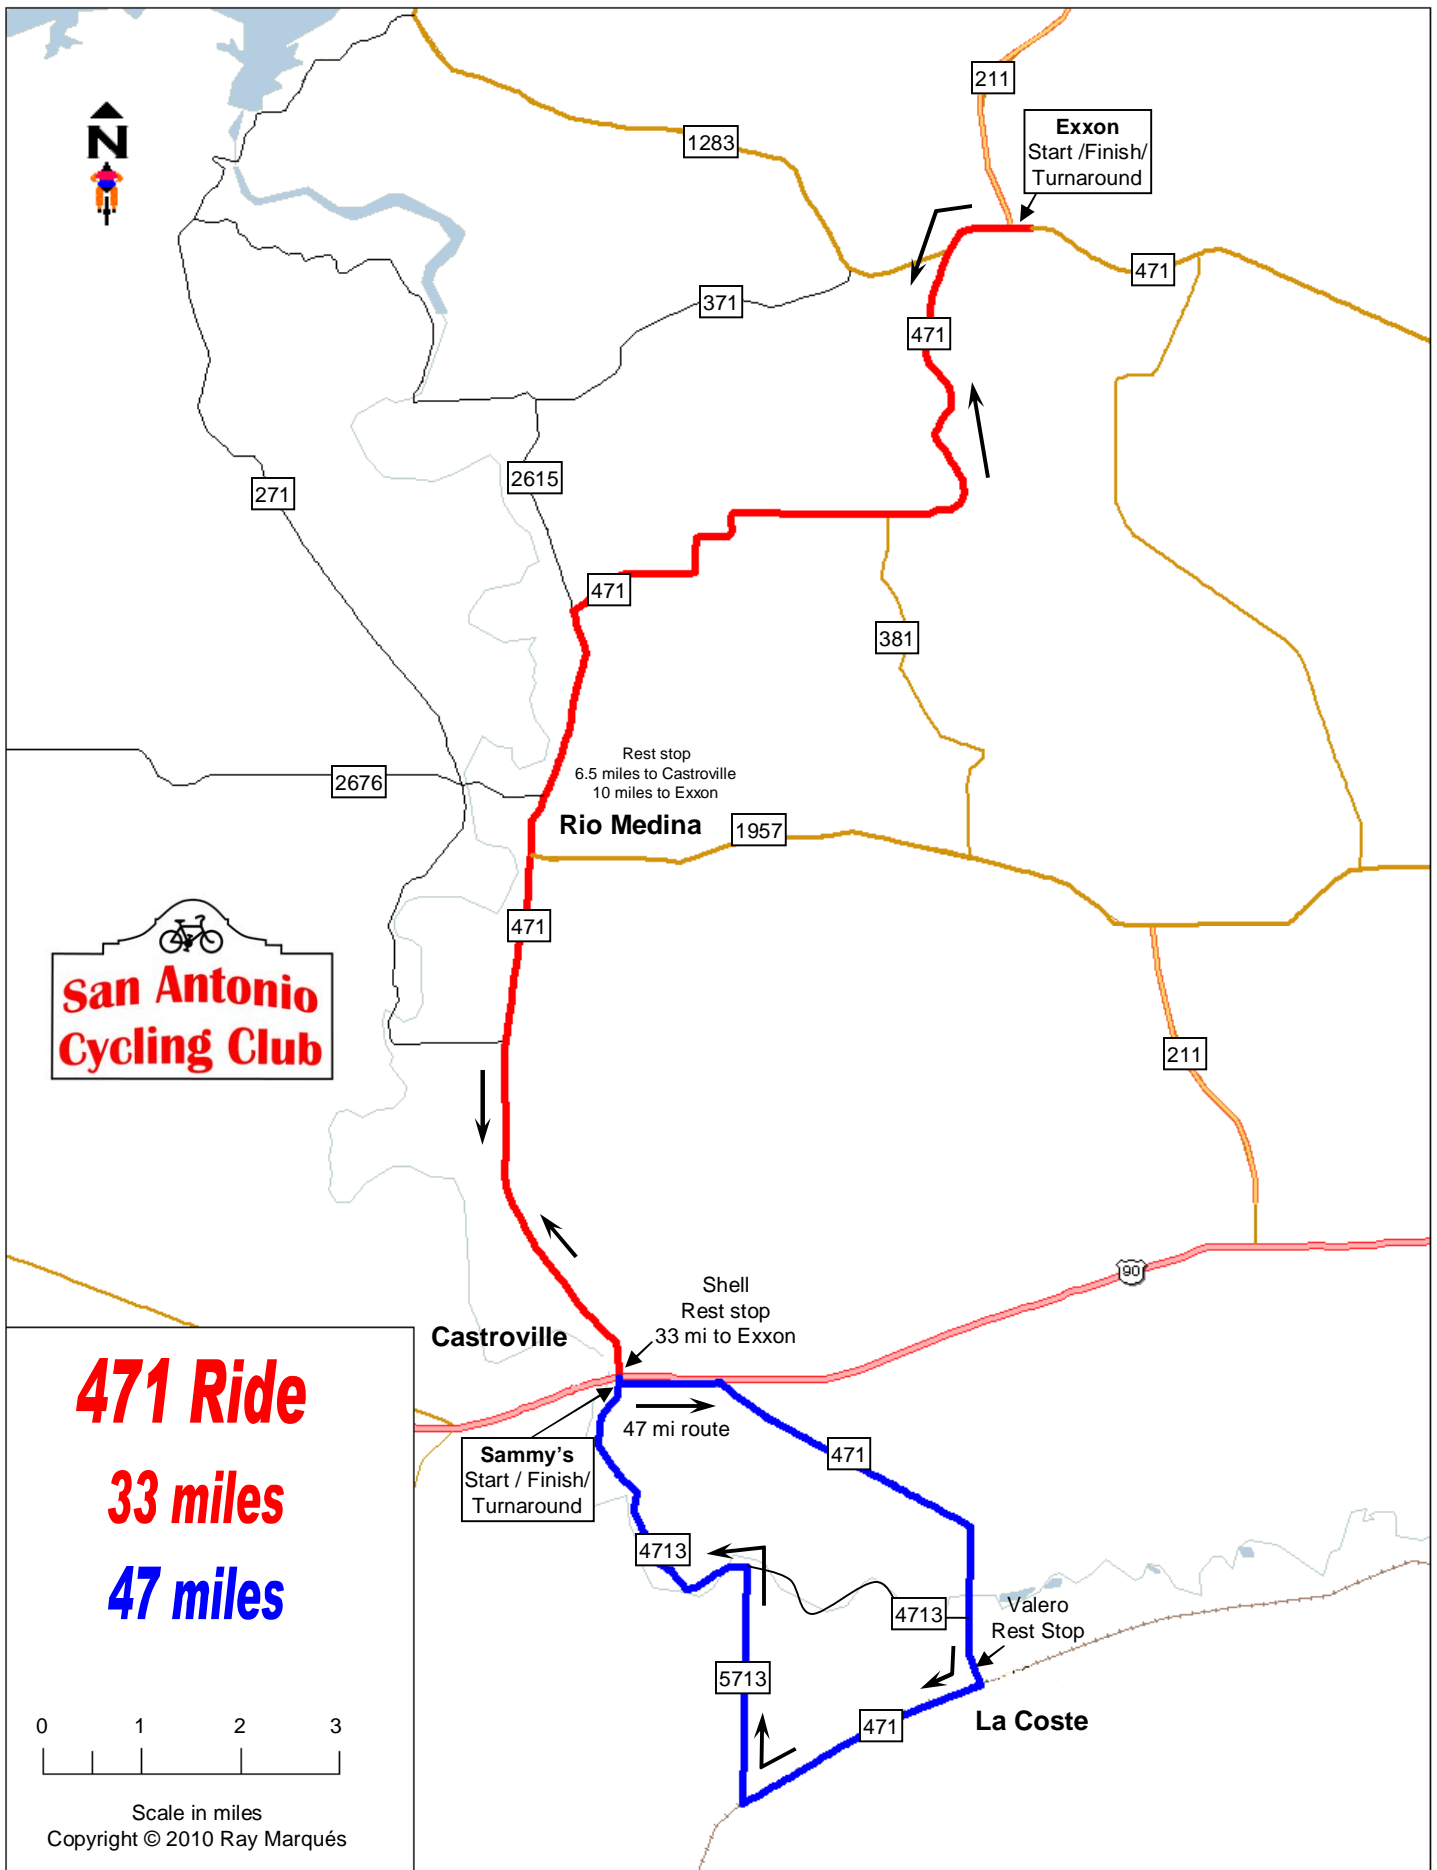 211
Exxon
Start /Finish/
Turnaround
1283
N
471
371
471
2615
271
471
381
Rest stop
6.5 miles to Castroville
10 miles to Exxon
2676
Rio Medina
1957
471
San Antonio
Cycling Club
211
90
Shell
Rest stop
33 mi to Exxon
Castroville
47 mi route
471 Ride
33 miles
47 miles
Sammy's
Start / Finish/
Turnaround
471
4713
4713
Valero
Rest Stop
5713
La Coste
471
0 1 2 3
Scale in miles
Copyright © 2010 Ray Marqués